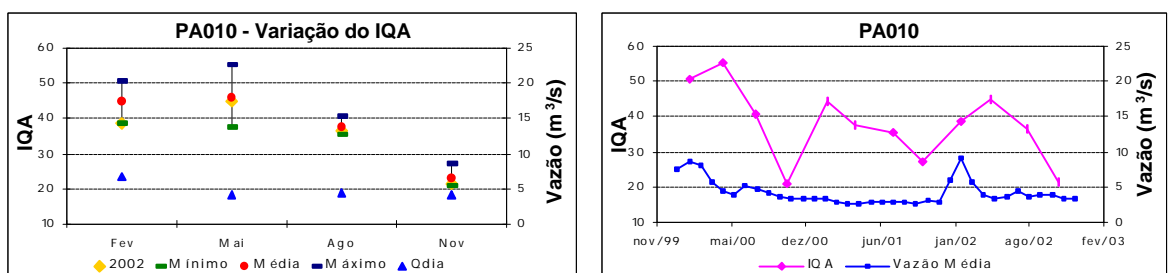 PA010 - Variação do IQA
60
50
40
30
20
10
IQA
25
20
15
10
5
0
Vazão (m³/s)
Fev Mai Ago Nov
2002 Mínimo Média Máximo Qdia
PA010
60
50
40
30
20
10
IQA
25
20
15
10
5
0
Vazão (m³/s)
nov/99 mai/00 dez/00 jun/01 jan/02 ago/02 fev/03
IQA Vazão Média